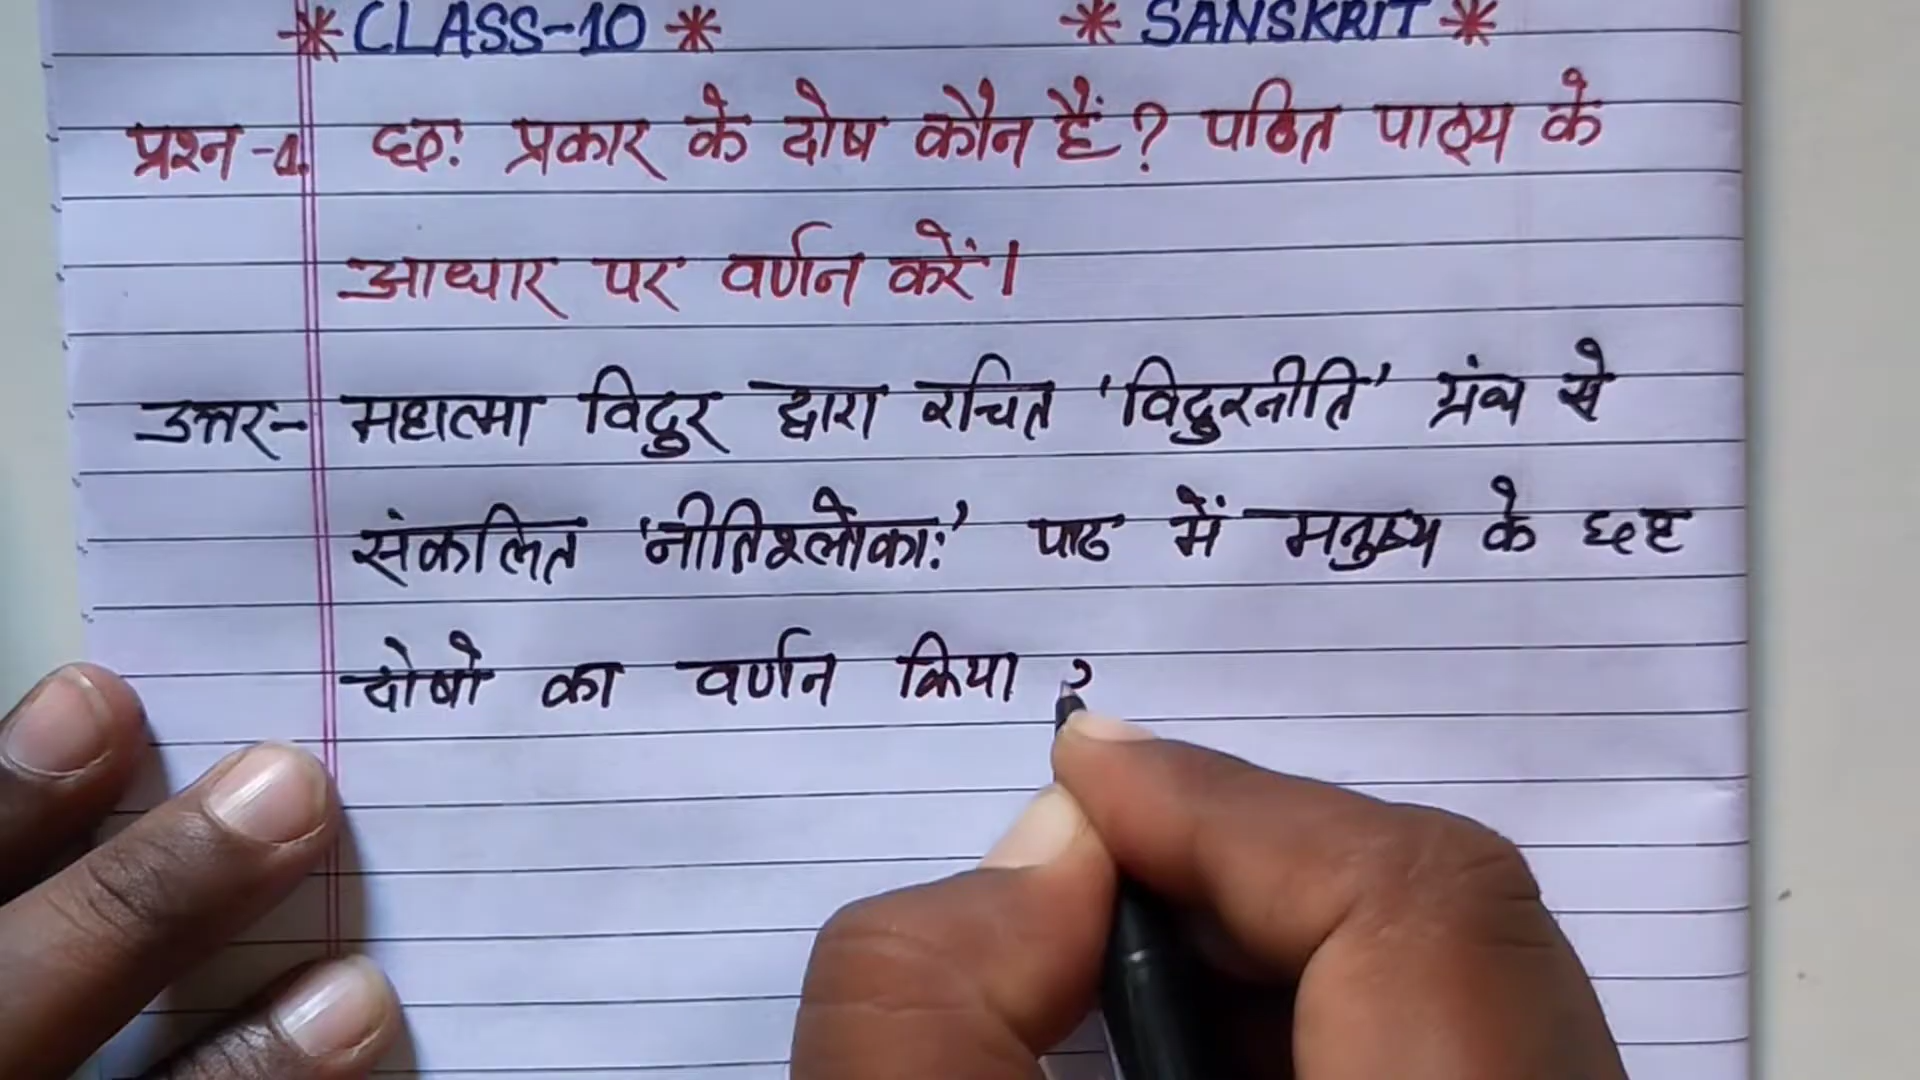 * CLASS-10 * * SANSKRIT *
प्रश्न-1. छः प्रकार के दोष कौन हैं? पठित पाठ्य के
आधार पर वर्णन करें।
उत्तर- महात्मा विदुर द्वारा रचित 'विदुरनीति' ग्रंथ से
संकलित 'नीतिश्लोकाः' पाठ में मनुष्य के छह
दोषो का वर्णन किया